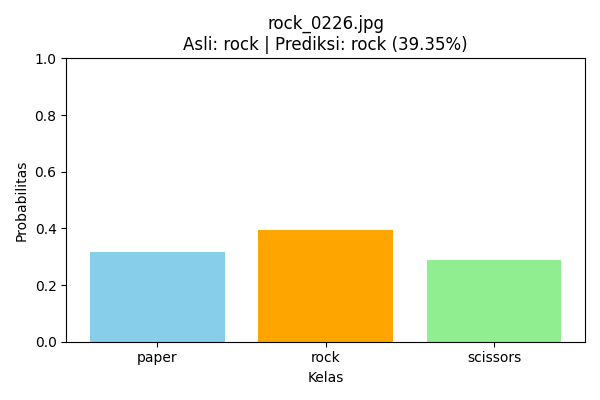 rock_0226.jpg
Asli: rock | Prediksi: rock (39.35%)
1.0
0.8
0.6
0.4
0.2
0.0
Probabilitas
paper rock scissors
Kelas